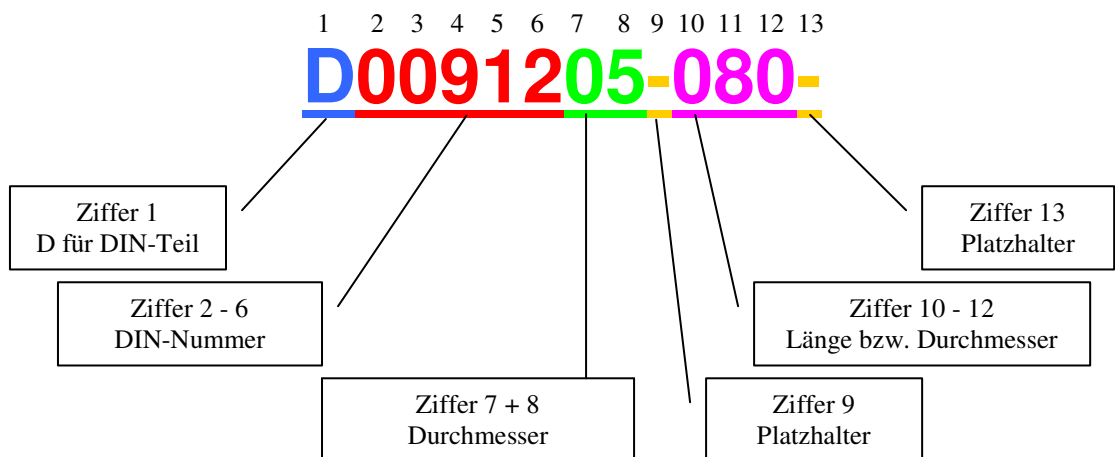 1 2 3 4 5 6 7 8 9 10 11 12 13
D0091205-080-
Ziffer 1
D für DIN-Teil
Ziffer 13
Platzhalter
Ziffer 2 - 6
DIN-Nummer
Ziffer 10 - 12
Länge bzw. Durchmesser
Ziffer 7 + 8
Durchmesser
Ziffer 9
Platzhalter